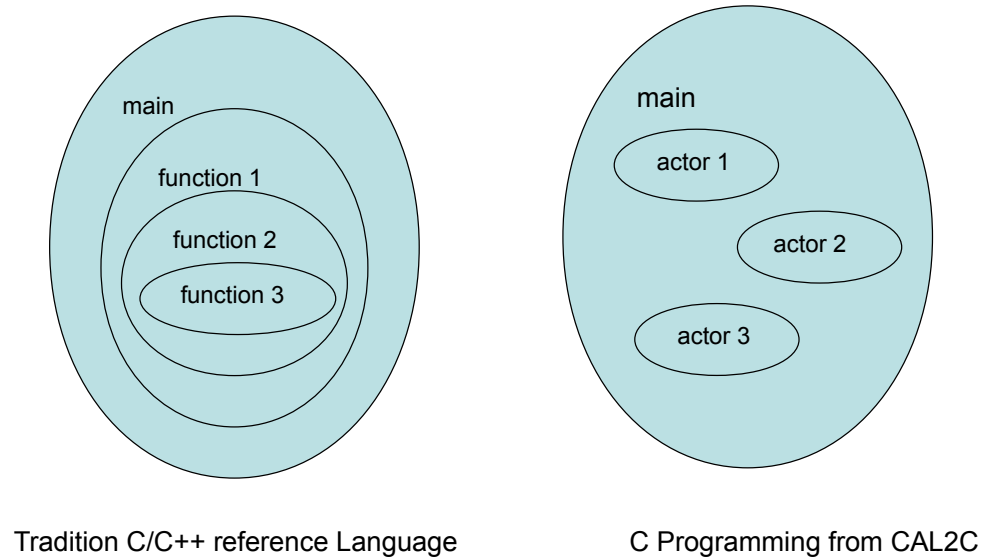 main
function 1
function 2
function 3
Tradition C/C++ reference Language
main
actor 1
actor 2
actor 3
C Programming from CAL2C